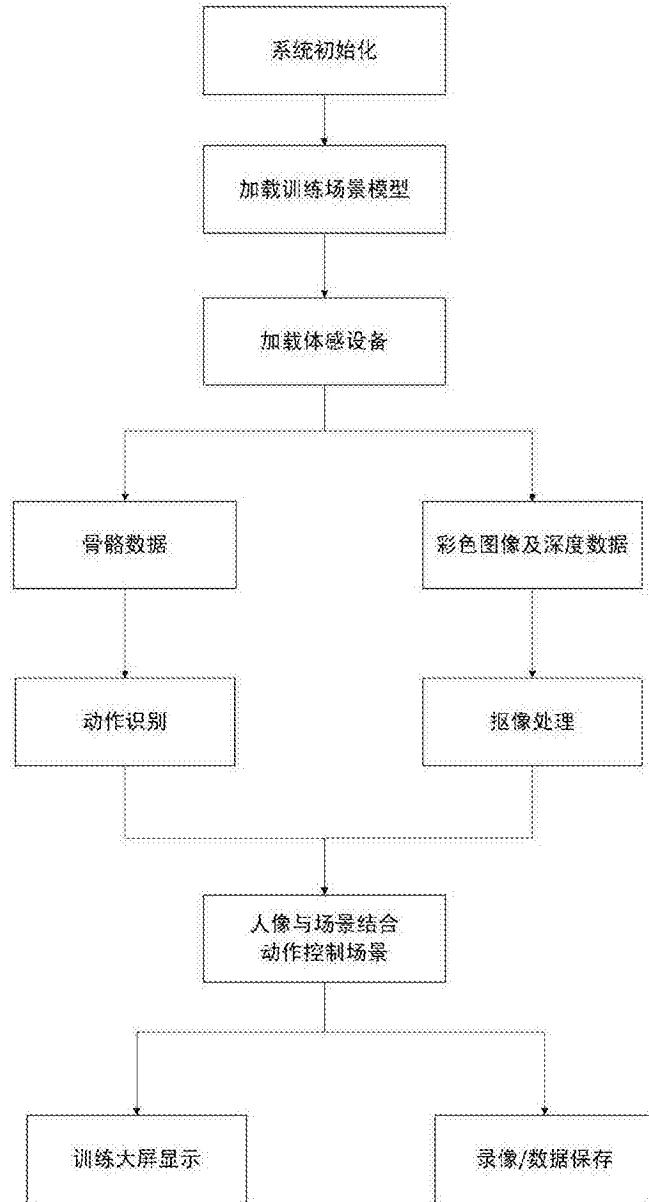 系统初始化
加载训练场景模型
加载体感设备
骨骼数据
彩色图像及深度数据
动作识别
抠像处理
人像与场景结合
动作控制场景
训练大屏显示
录像/数据保存